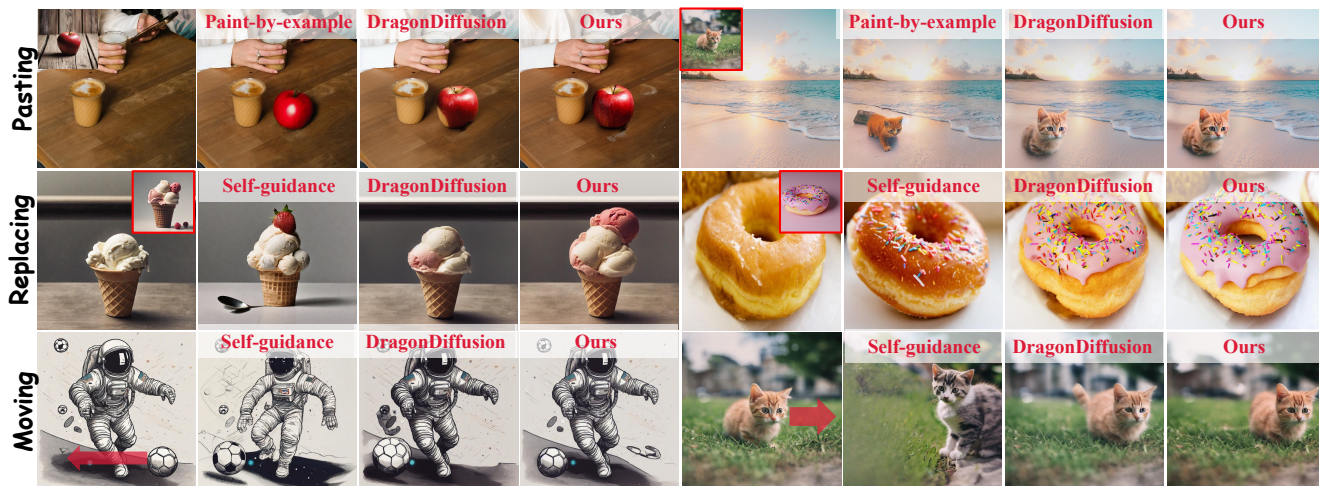 Pasting
Paint-by-example
DragonDiffusion
Ours
Paint-by-example
DragonDiffusion
Ours
Replacing
Self-guidance
DragonDiffusion
Ours
Self-guidance
DragonDiffusion
Ours
Moving
Self-guidance
DragonDiffusion
Ours
Self-guidance
DragonDiffusion
Ours